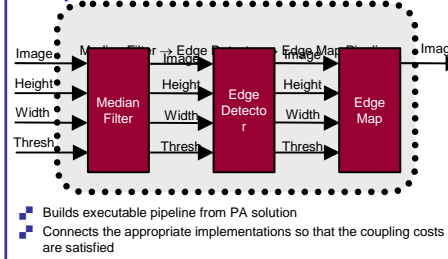 Median Filter → Edge Detector → Edge Map Pipeline
Image Image Image Image
Height Height Height
Width Width Width
Thresh Thresh Thresh
Median
Filter
Edge
Detecto
r
Edge
Map
Builds executable pipeline from PA solution
Connects the appropriate implementations so that the coupling costs
are satisfied